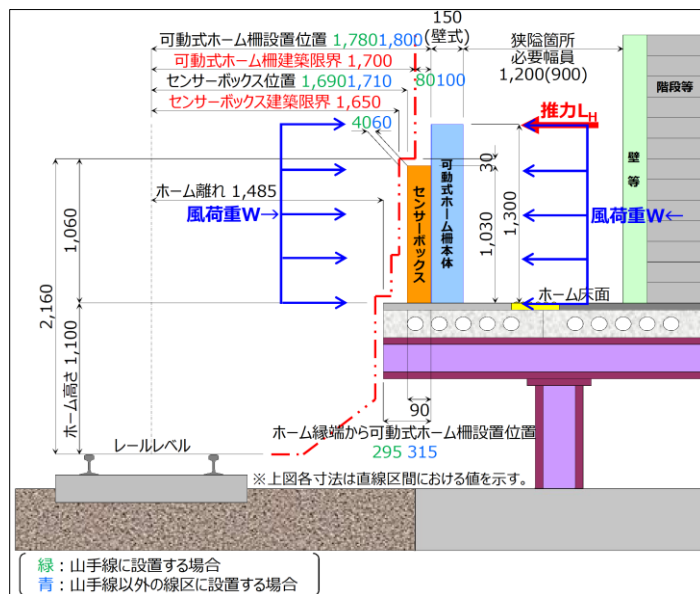 150
(壁式)
可動式ホーム柵設置位置 1,780 1,800
可動式ホーム柵建築限界 1,700
センサーボックス位置 1,690 1,710
80 100
センサーボックス建築限界 1,650
40 60
狭隘箇所
必要幅員
1,200(900)
階段等
推力LH
壁等
30
ホーム離れ 1,485
風荷重W→
風荷重W←
センサーボックス
可動式ホーム柵本体
1,030
1,300
1,060
2,160
ホーム高さ 1,100
ホーム床面
90
ホーム縁端から可動式ホーム柵設置位置
295 315
レールレベル
※上図各寸法は直線区間における値を示す。
緑：山手線に設置する場合
青：山手線以外の線区に設置する場合